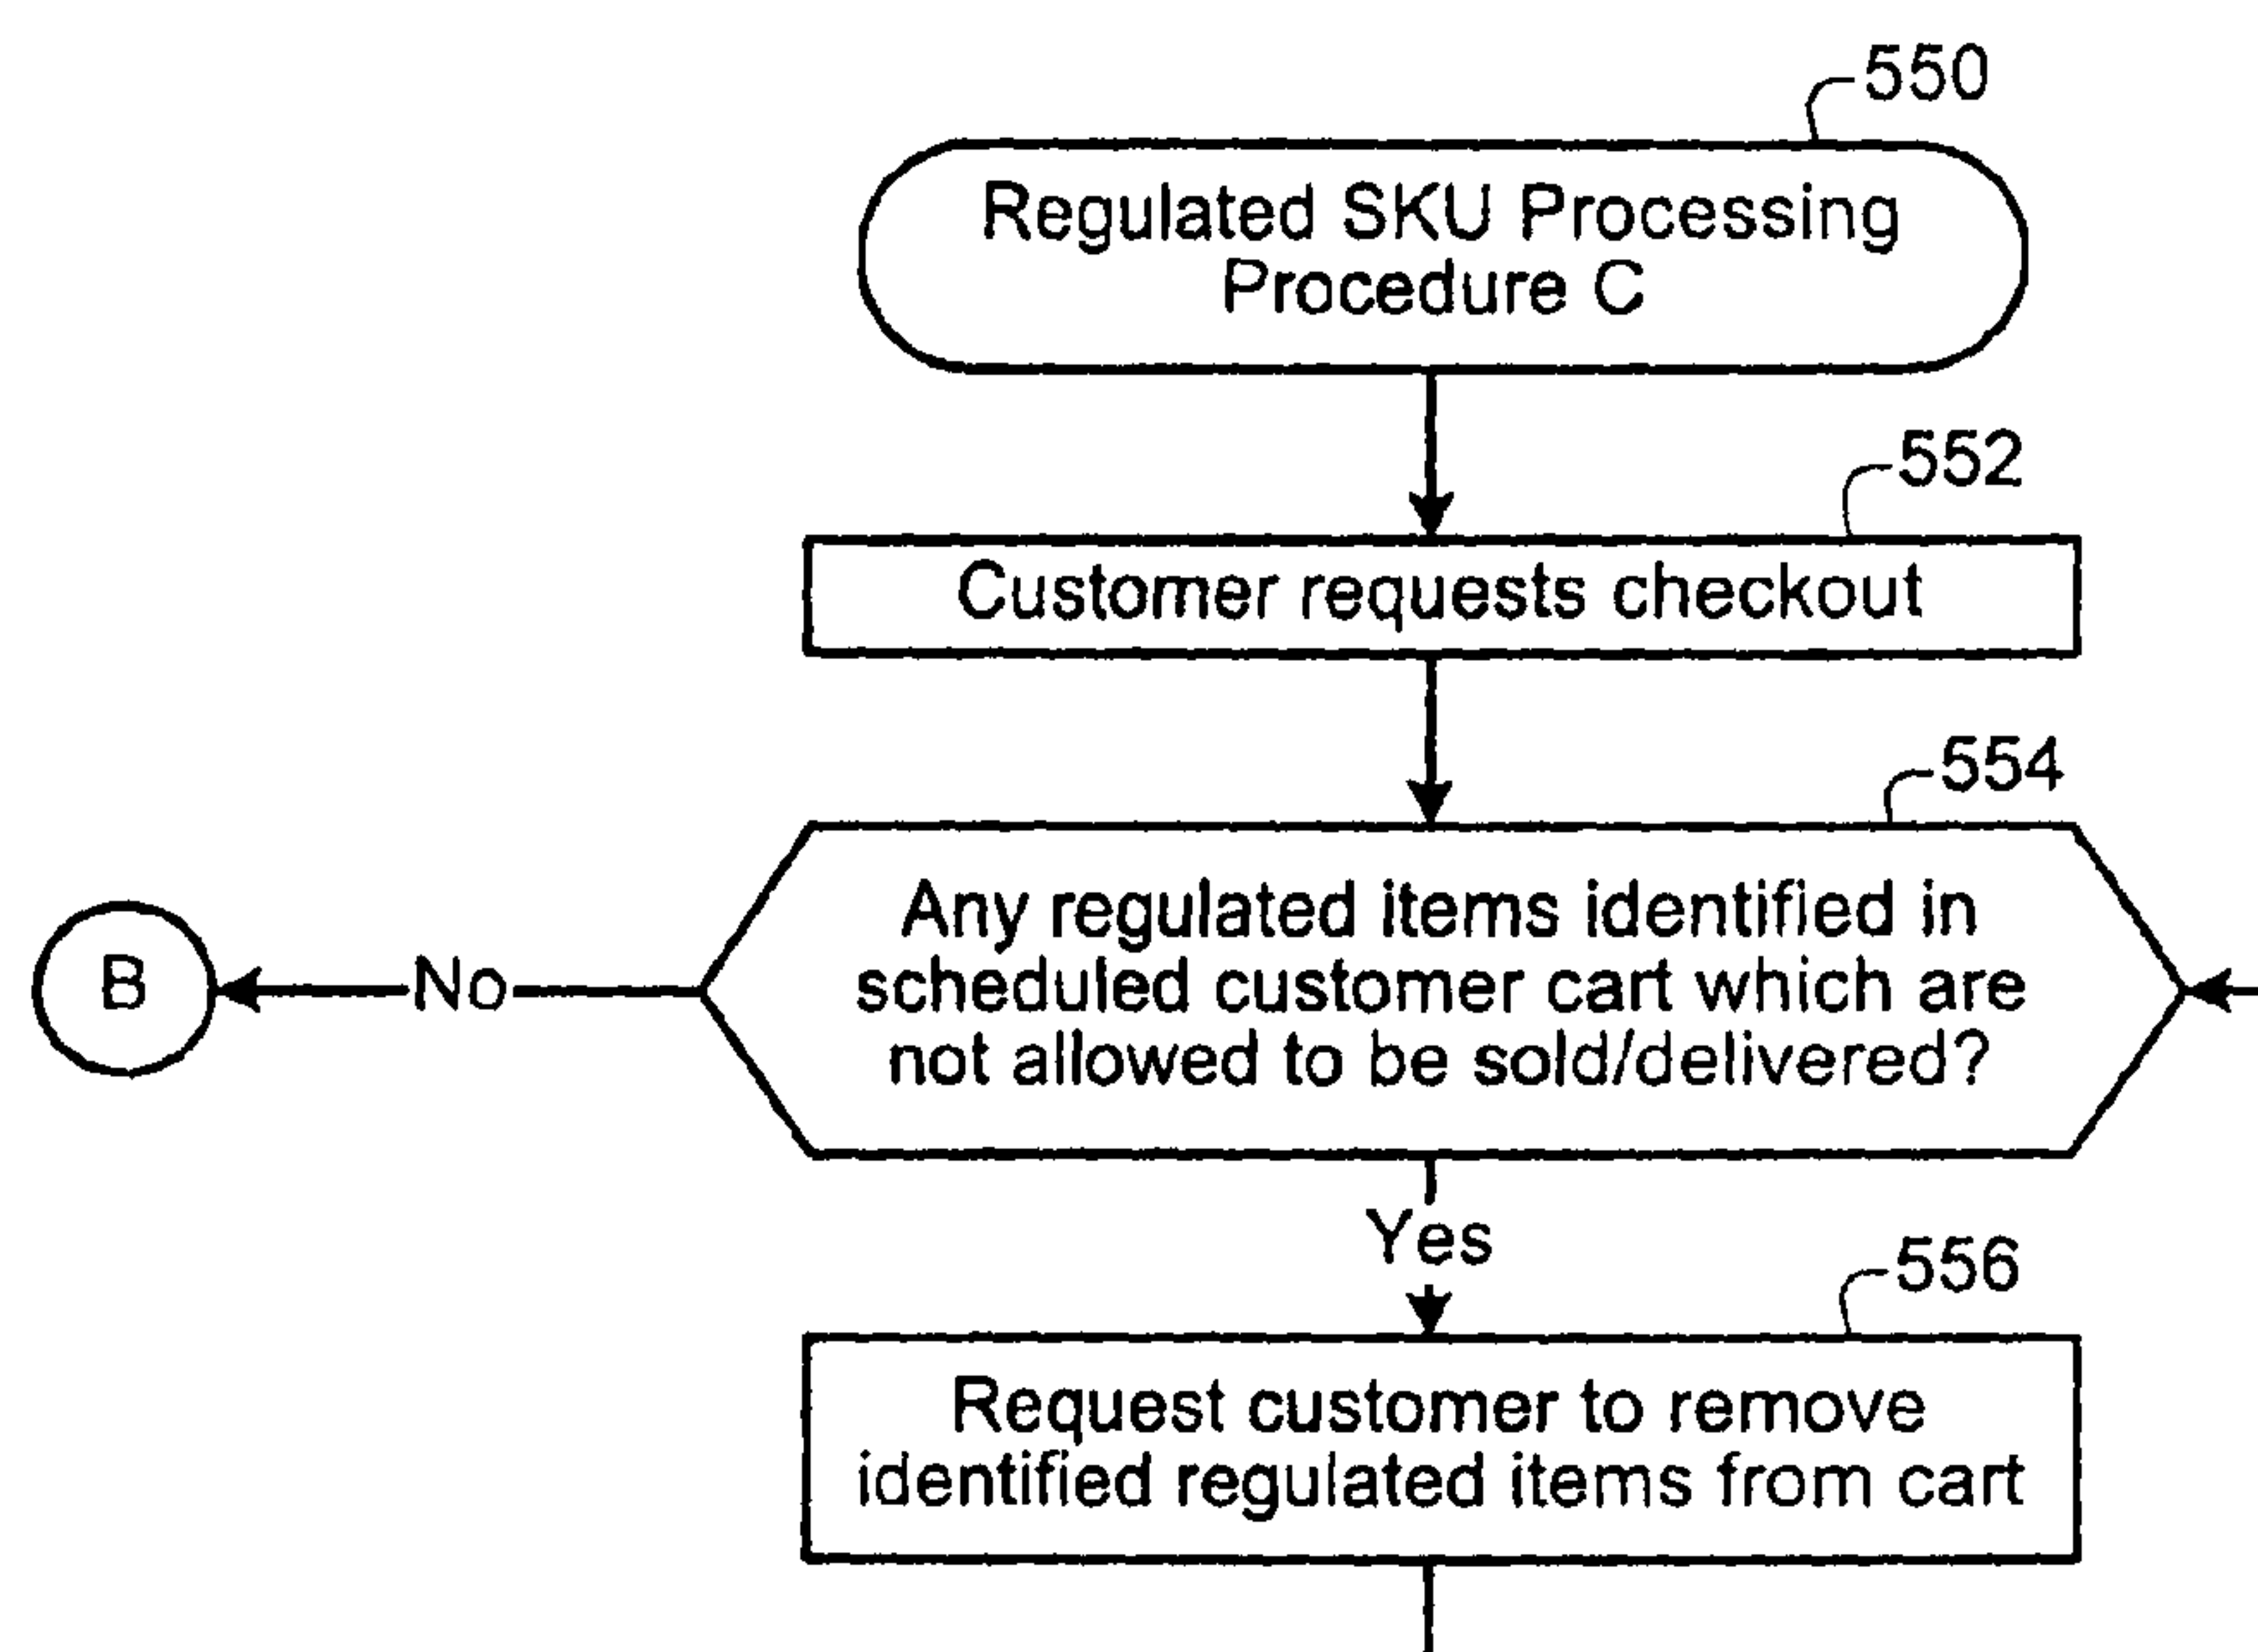 550
Regulated SKU Processing
Procedure C
552
Customer requests checkout
554
Any regulated items identified in
scheduled customer cart which are
not allowed to be sold/delivered?
B
No
Yes
556
Request customer to remove
identified regulated items from cart